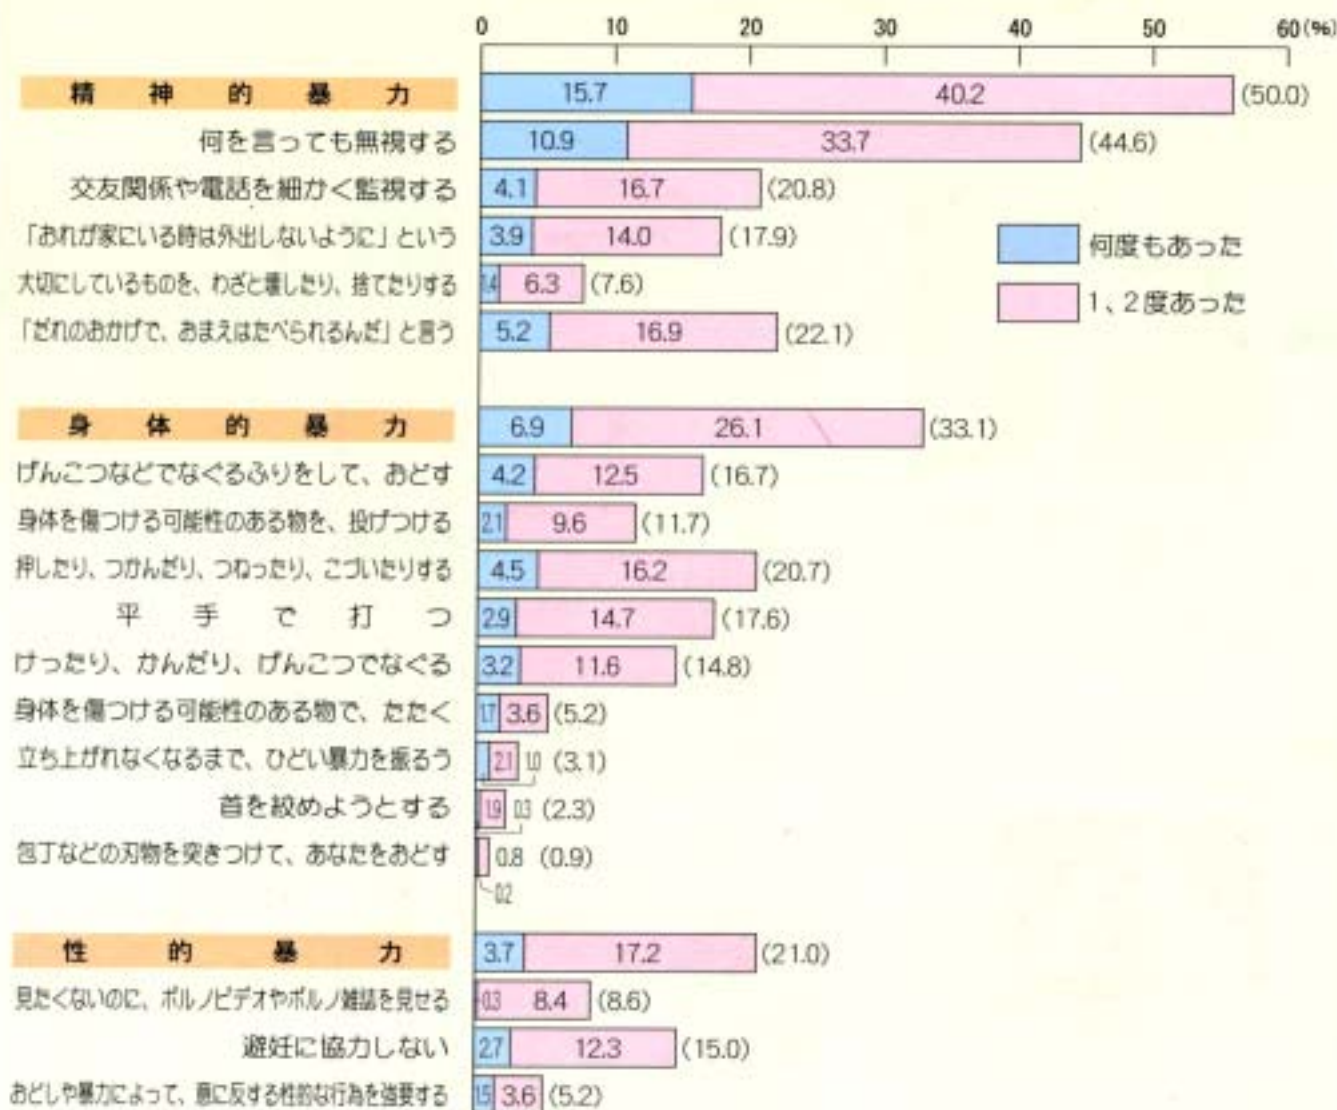 0 10 20 30 40 50 60(%)
精神的暴力 15.7 40.2 (50.0)
何を言っても無視する 10.9 33.7 (44.6)
交友関係や電話を細かく監視する 4.1 16.7 (20.8)
「おれが家にいる時は外出しないように」という 3.9 14.0 (17.9)
何度もあった
大切にしているものを、わざと壊したり、捨てたりする 1.4 6.3 (7.6)
1、2度あった
「だれのおかげで、おまえはたべられるんだ」と言う 5.2 16.9 (22.1)
身体的暴力 6.9 26.1 (33.1)
げんこつなどでなぐるふりをして、おどす 4.2 12.5 (16.7)
身体を傷つける可能性のある物を、投げつける 2.1 9.6 (11.7)
押したり、つかんだり、つねったり、こづいたりする 4.5 16.2 (20.7)
平手で打つ 2.9 14.7 (17.6)
けったり、かんだり、げんこつでなぐる 3.2 11.6 (14.8)
身体を傷つける可能性のある物で、たたく 1.7 3.6 (5.2)
立ち上がれなくなるまで、ひどい暴力を振るう 2.1 1.0 (3.1)
首を絞めようとする 1.9 0.3 (2.3)
包丁などの刃物を突きつけて、あなたをおどす 0.8 (0.9)
0.2
性的暴力 3.7 17.2 (21.0)
見たくないのに、ポルノビデオやポルノ雑誌を見せる 0.3 8.4 (8.6)
避妊に協力しない 2.7 12.3 (15.0)
おどしや暴力によって、意に反する性的な行為を強要する 1.5 3.6 (5.2)